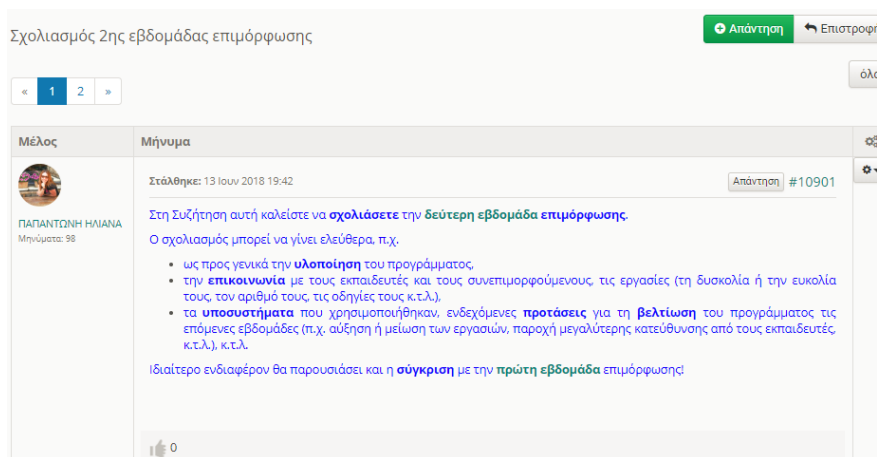 Σχολιασμός 2ης εβδομάδας επιμόρφωσης
Απάντηση
Επιστροφή
« 1 2 »
Μέλος Μήνυμα
Στάλθηκε: 13 Ιουν 2018 19:42
Απάντηση #10901
ΠΑΠΑΝΤΩΝΗ ΗΛΙΑΝΑ
Μηνύματα: 98
Στη Συζήτηση αυτή καλείστε να σχολιάσετε την δεύτερη εβδομάδα επιμόρφωσης.
Ο σχολιασμός μπορεί να γίνει ελεύθερα, π.χ.
• ως προς γενικά την υλοποίηση του προγράμματος,
• την επικοινωνία με τους εκπαιδευτές και τους συνεπιμορφούμενους, τις εργασίες (τη δυσκολία ή την ευκολία
τους, τον αριθμό τους, τις οδηγίες τους κ.τ.λ.),
• τα υποσυστήματα που χρησιμοποιήθηκαν, ενδεχόμενες προτάσεις για τη βελτίωση του προγράμματος τις
επόμενες εβδομάδες (π.χ. αύξηση ή μείωση των εργασιών, παροχή μεγαλύτερης κατεύθυνσης από τους εκπαιδευτές,
κ.τ.λ.), κ.τ.λ.
Ιδιαίτερο ενδιαφέρον θα παρουσιάσει και η σύγκριση με την πρώτη εβδομάδα επιμόρφωσης!
0